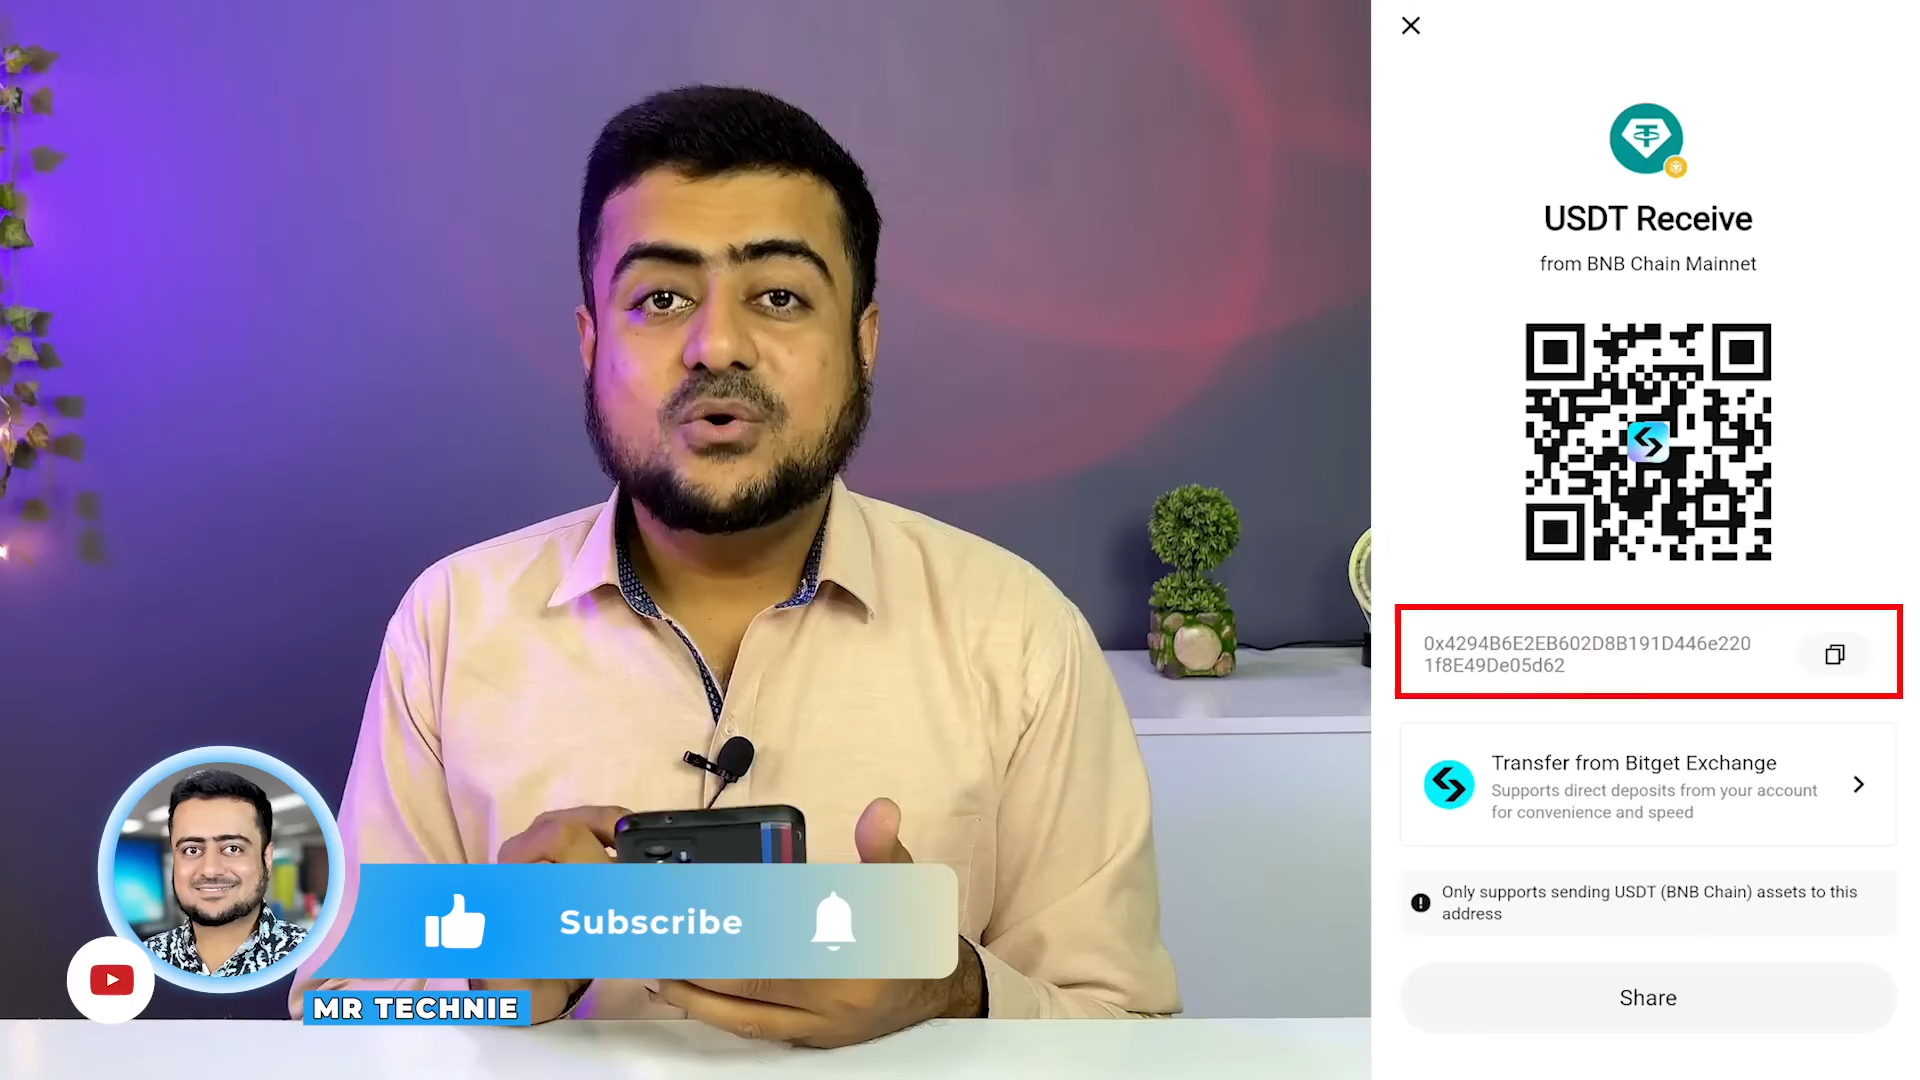 USDT Receive
from BNB Chain Mainnet
0x4294B6E2EB602D8B191D446e220
1f8E49De05d62
Transfer from Bitget Exchange
Supports direct deposits from your account
for convenience and speed
Only supports sending USDT (BNB Chain) assets to this
address
Share
Subscribe
MR TECHNIE